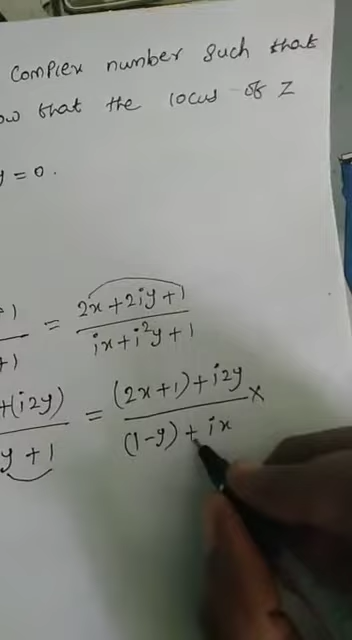 Complex number such that
ow that the locus of Z
y = 0.
+1 = 2x+2iy+1
+1 ix+i²y+1
+(i2y) = (2x+1)+i2y ×
y+1 (1-y)+ix